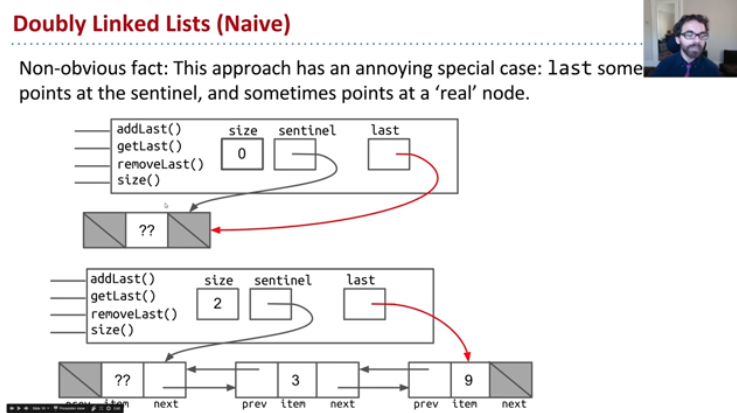 Doubly Linked Lists (Naive)
Non-obvious fact: This approach has an annoying special case: last some
points at the sentinel, and sometimes points at a ‘real’ node.
addLast()
getLast()
removeLast()
size()
size sentinel last
0
??
addLast()
getLast()
removeLast()
size()
size sentinel last
2
?? 3 9
prev item next prev item next prev item next